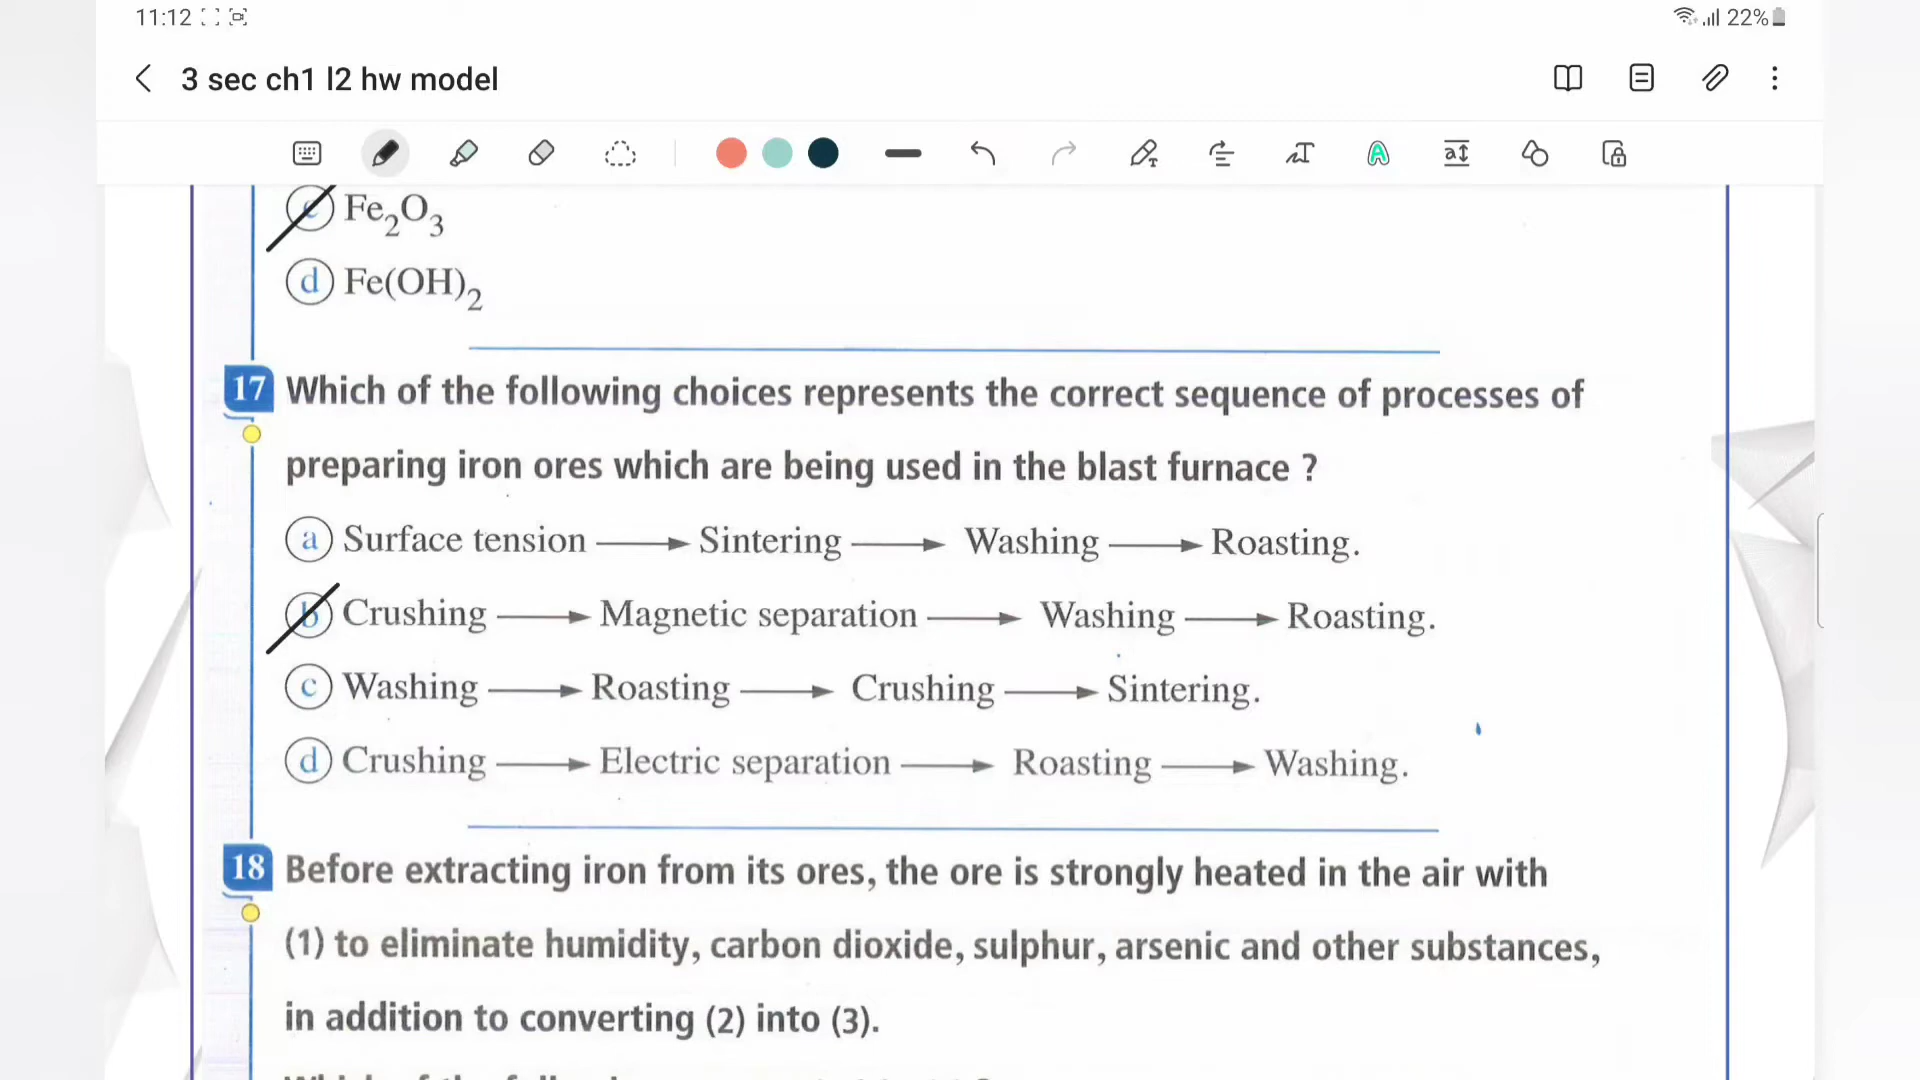 11:12 22%
3 sec ch1 l2 hw model
c Fe2O3
d Fe(OH)2
17 Which of the following choices represents the correct sequence of processes of
preparing iron ores which are being used in the blast furnace ?
a Surface tension → Sintering → Washing → Roasting.
b Crushing → Magnetic separation → Washing → Roasting.
c Washing → Roasting → Crushing → Sintering.
d Crushing → Electric separation → Roasting → Washing.
18 Before extracting iron from its ores, the ore is strongly heated in the air with
(1) to eliminate humidity, carbon dioxide, sulphur, arsenic and other substances,
in addition to converting (2) into (3).